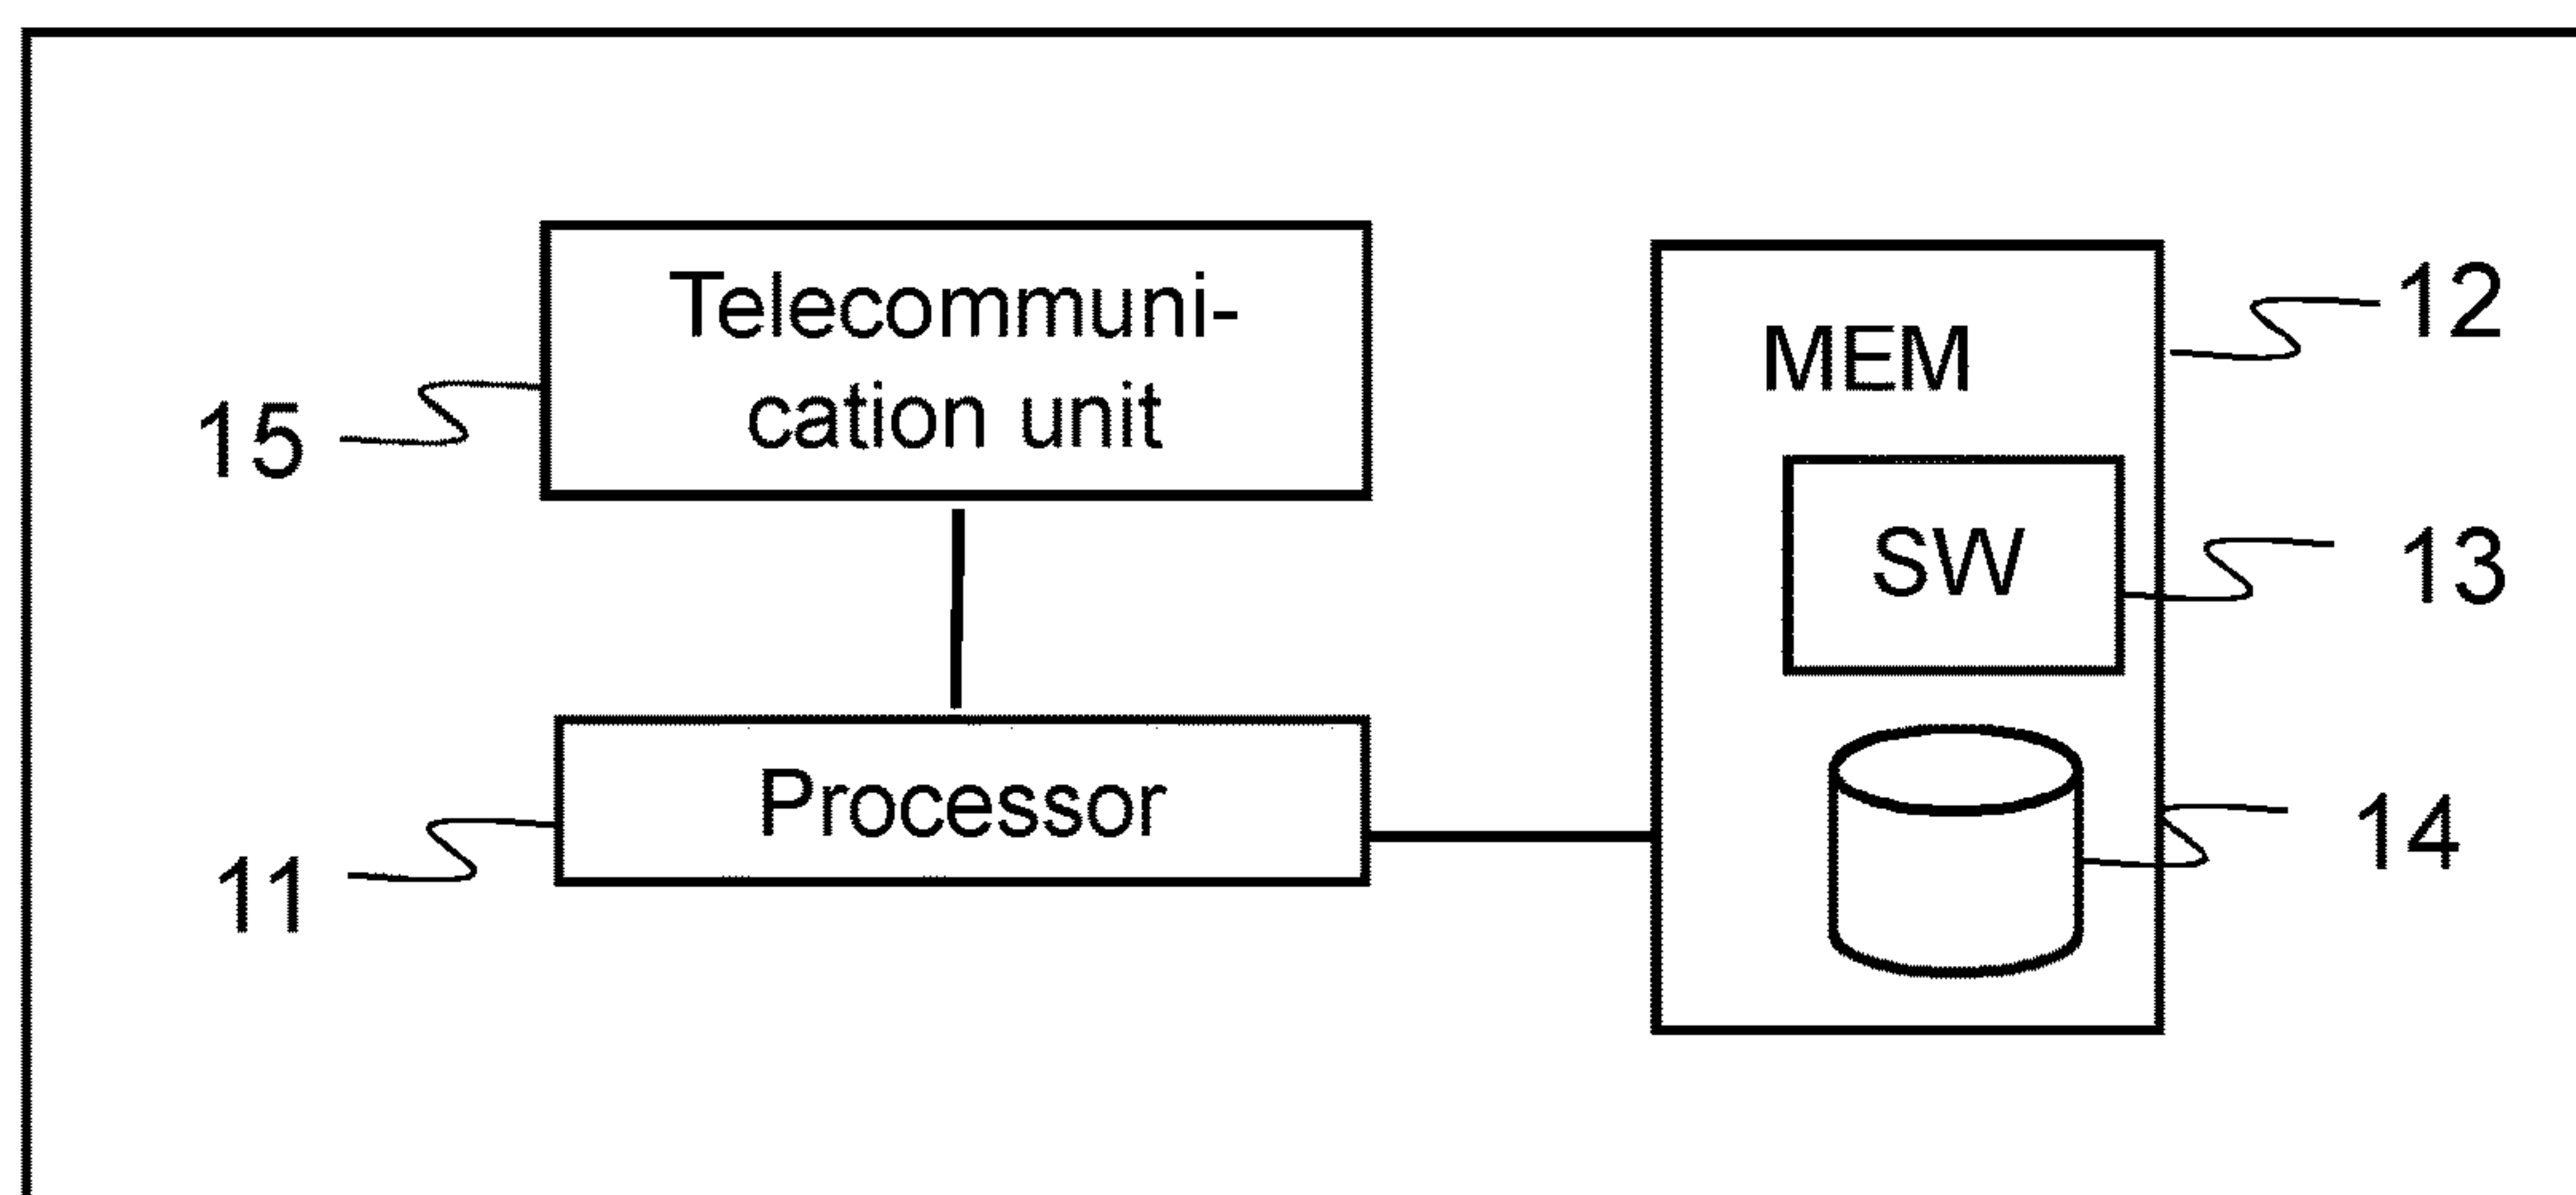 Telecommuni-
cation unit
15
MEM
12
SW
13
Processor
11
14